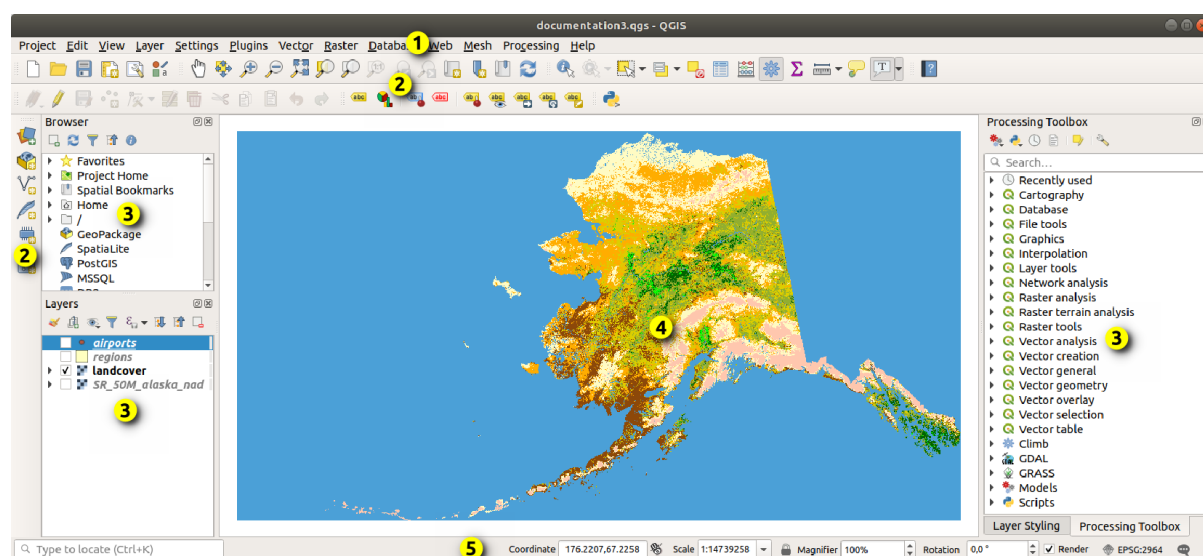 documentation3.qgs - QGIS
Project Edit View Layer Settings Plugins Vector Raster Database Web Mesh Processing Help
1
2
Browser
Favorites
Project Home
Spatial Bookmarks
Home
/
GeoPackage
SpatiaLite
PostGIS
MSSQL
3
2
Layers
airports
regions
landcover
SR_50M_alaska_nad
3
4
Processing Toolbox
Search...
Recently used
Cartography
Database
File tools
Graphics
Interpolation
Layer tools
Network analysis
Raster analysis
Raster terrain analysis
Raster tools
Vector analysis
Vector creation
Vector general
Vector geometry
Vector overlay
Vector selection
Vector table
Climb
GDAL
GRASS
Models
Scripts
3
Layer Styling Processing Toolbox
Type to locate (Ctrl+K)
5
Coordinate 176.2207,67.2258 Scale 1:14739258 Magnifier 100% Rotation 0,0 ° Render EPSG:2964